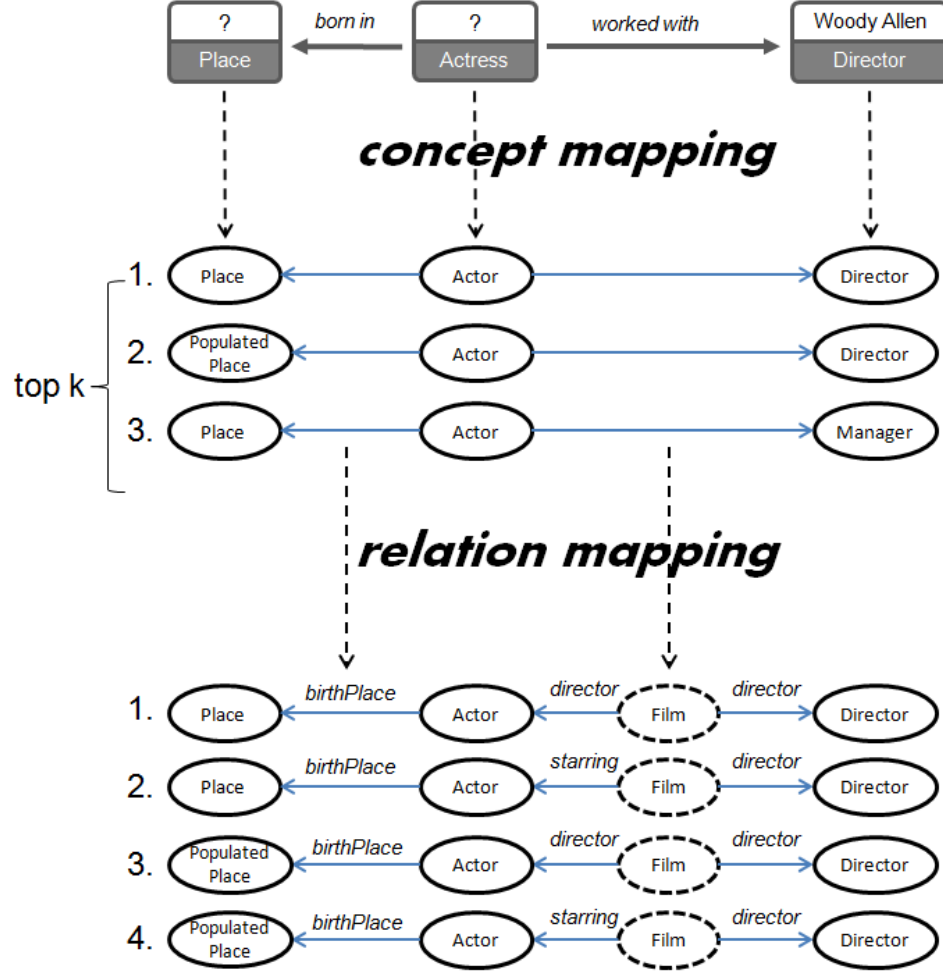 ? born in ? worked with Woody Allen
Place Actress Director
concept mapping
1. Place Actor Director
2. Populated
Place Actor Director
top k
3. Place Actor Manager
relation mapping
1. Place birthPlace Actor director Film director Director
2. Place birthPlace Actor starring Film director Director
3. Populated
Place birthPlace Actor director Film director Director
4. Populated
Place birthPlace Actor starring Film director Director